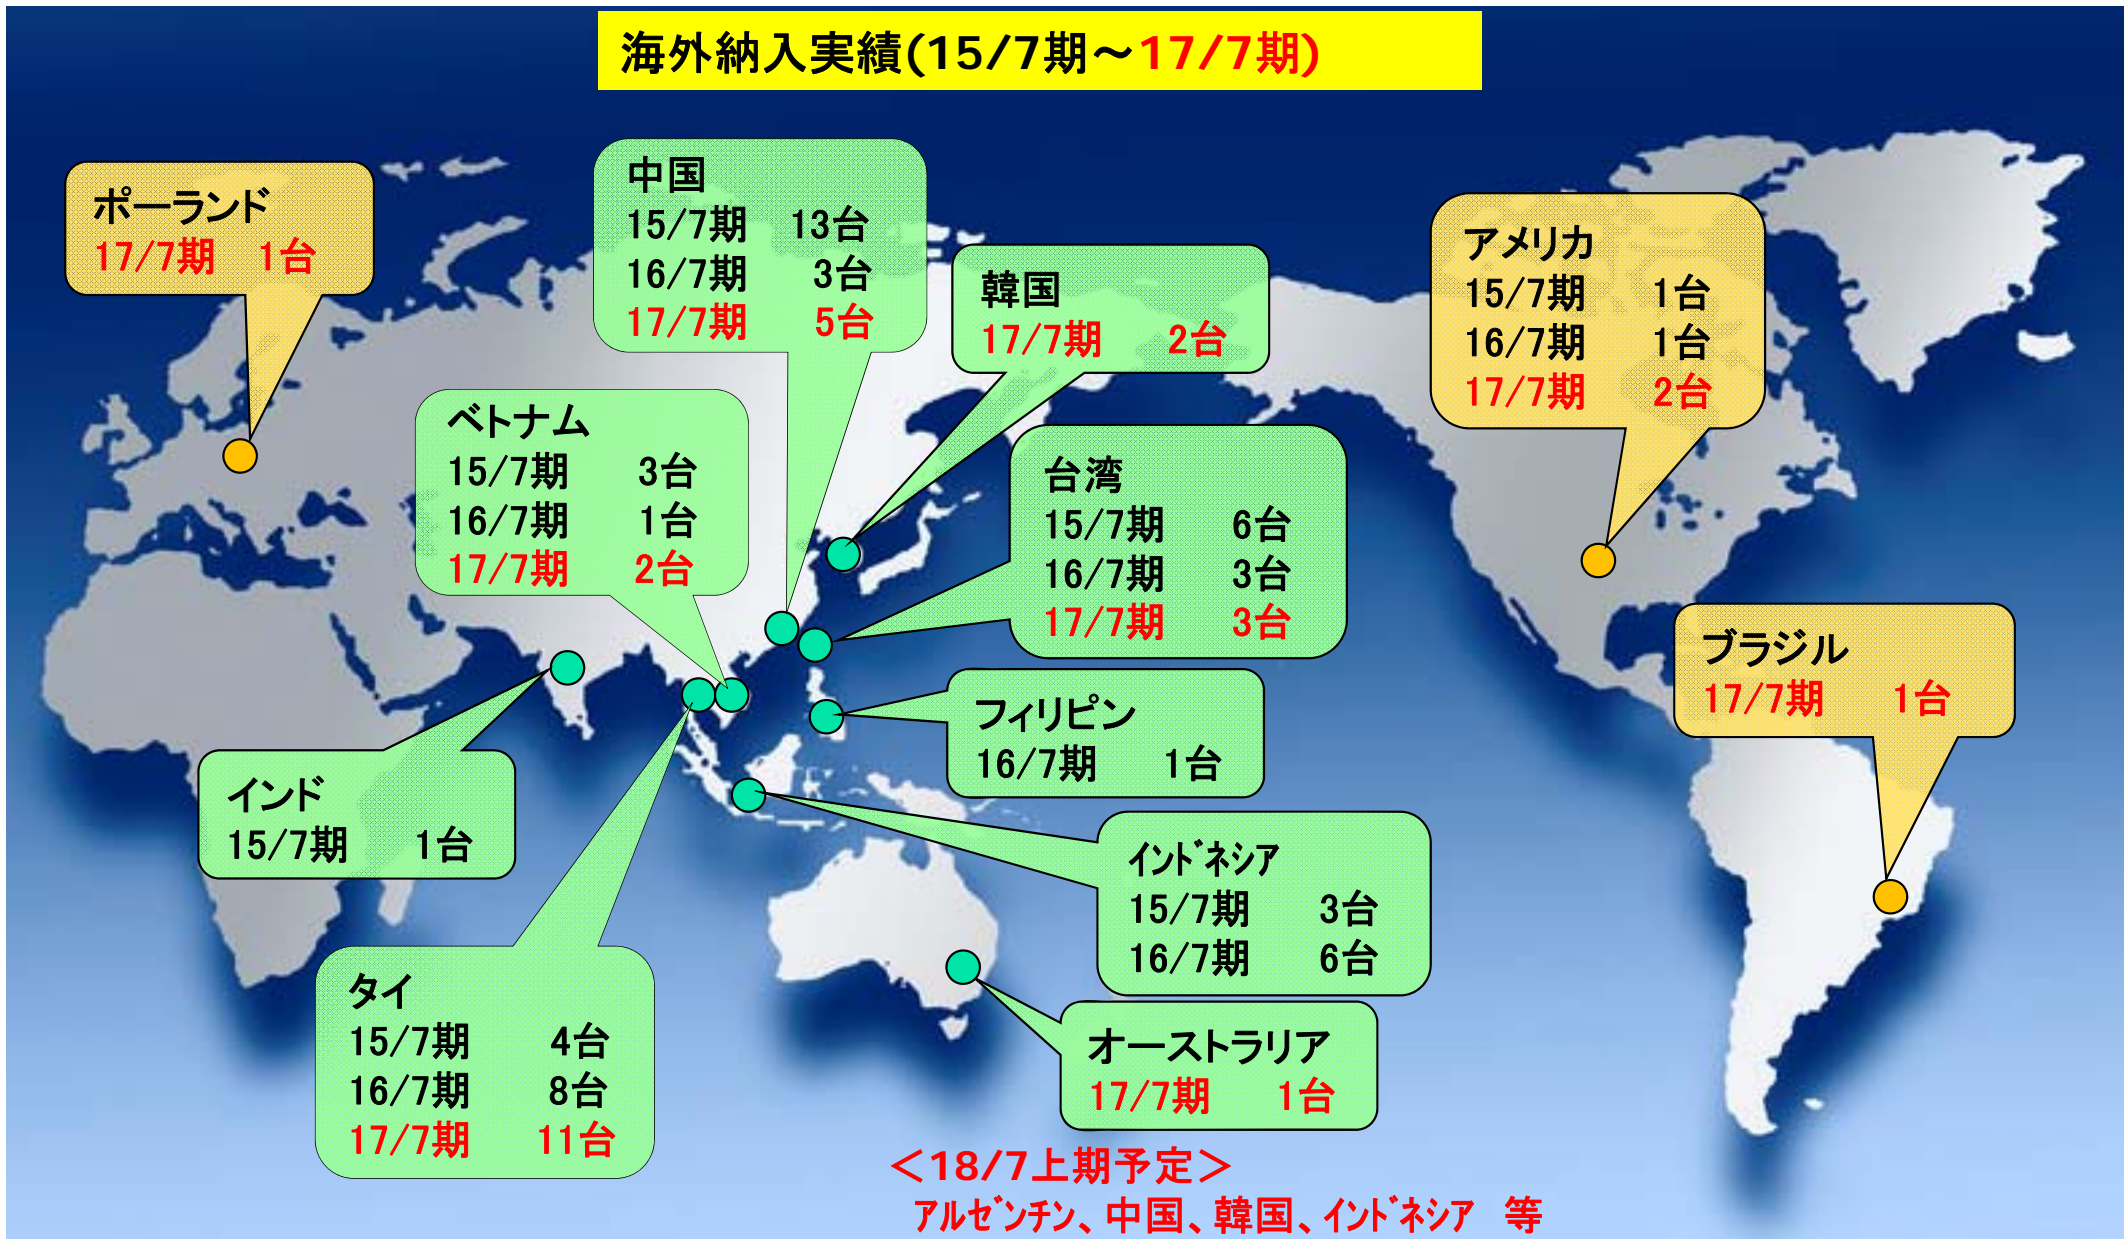 海外納入実績(15/7期～17/7期)
ポーランド
17/7期 1台
中国
15/7期 13台
16/7期 3台
17/7期 5台
韓国
17/7期 2台
アメリカ
15/7期 1台
16/7期 1台
17/7期 2台
ベトナム
15/7期 3台
16/7期 1台
17/7期 2台
台湾
15/7期 6台
16/7期 3台
17/7期 3台
ブラジル
17/7期 1台
フィリピン
16/7期 1台
インド
15/7期 1台
ｲﾝﾄﾞﾈｼｱ
15/7期 3台
16/7期 6台
タイ
15/7期 4台
16/7期 8台
17/7期 11台
オーストラリア
17/7期 1台
＜18/7上期予定＞
ｱﾙｾﾞﾝﾁﾝ、中国、韓国、ｲﾝﾄﾞﾈｼｱ 等